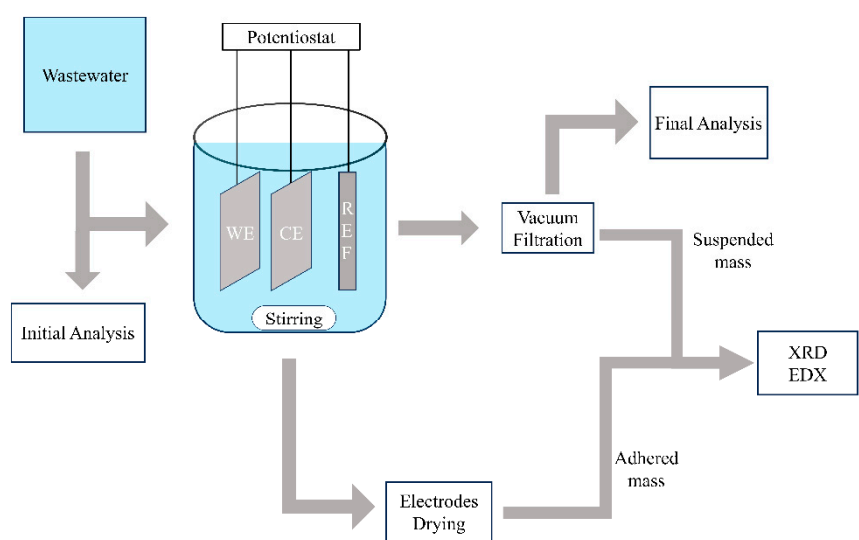 Potentiostat
Wastewater
Final Analysis
WE
CE
R
E
F
Vacuum
Filtration
Suspended
mass
Stirring
Initial Analysis
XRD
EDX
Adhered
mass
Electrodes
Drying